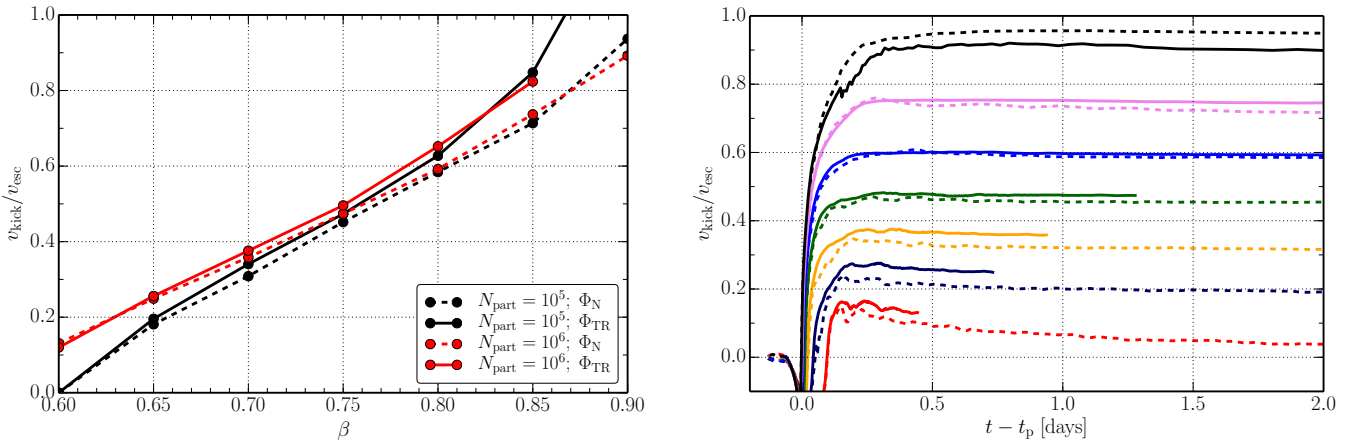 1.0
0.8
0.6
0.4
0.2
0.0
v_kick/v_esc
0.60 0.65 0.70 0.75 0.80 0.85 0.90
β
N_part = 10^5; Φ_N
N_part = 10^5; Φ_TR
N_part = 10^6; Φ_N
N_part = 10^6; Φ_TR
1.0
0.8
0.6
0.4
0.2
0.0
v_kick/v_esc
0.0 0.5 1.0 1.5 2.0
t − t_p [days]